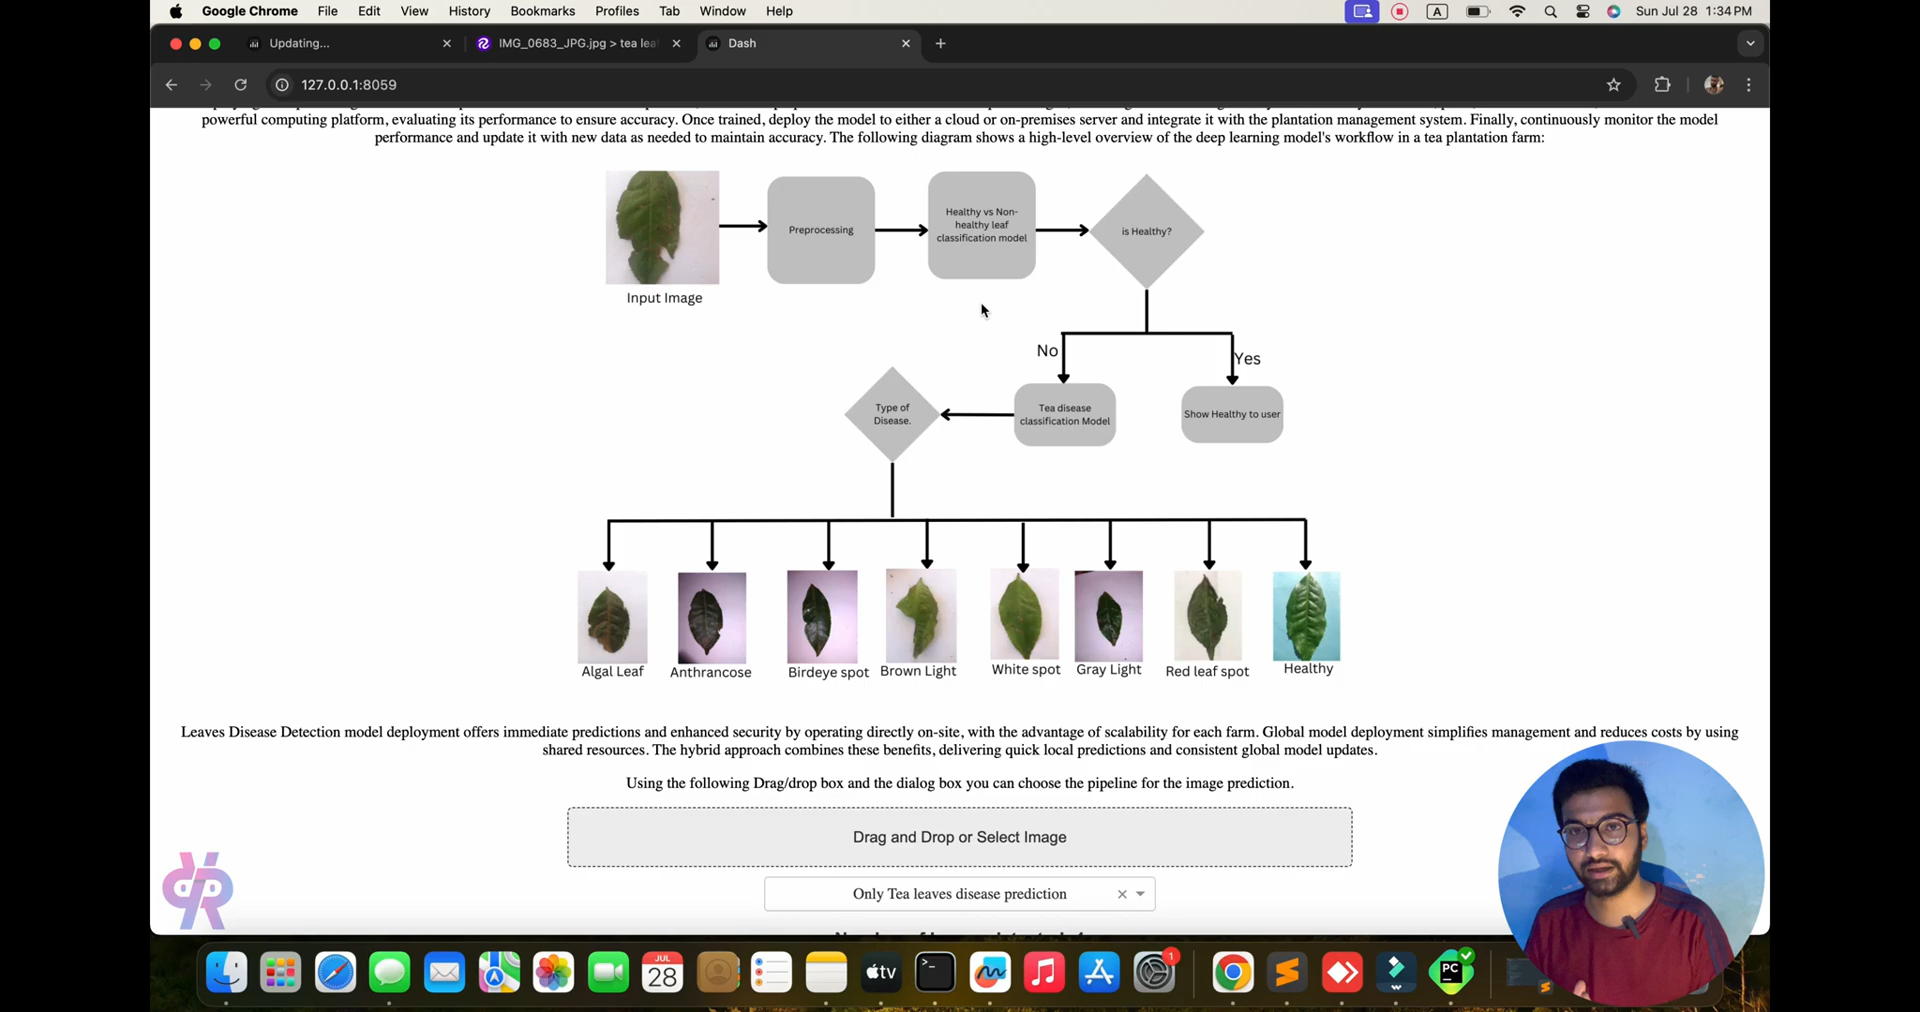 Google Chrome File Edit View History Bookmarks Profiles Tab Window Help
A
Sun Jul 28 1:34 PM
Updating...
IMG_0683_JPG.jpg > tea lea
Dash
127.0.0.1:8059
powerful computing platform, evaluating its performance to ensure accuracy. Once trained, deploy the model to either a cloud or on-premises server and integrate it with the plantation management system. Finally, continuously monitor the model
performance and update it with new data as needed to maintain accuracy. The following diagram shows a high-level overview of the deep learning model's workflow in a tea plantation farm:
Input Image
Preprocessing
Healthy vs Non-
healthy leaf
classification model
is Healthy?
No
Yes
Type of
Disease.
Tea disease
classification Model
Show Healthy to user
Algal Leaf
Anthrancose
Birdeye spot
Brown Light
White spot
Gray Light
Red leaf spot
Healthy
Leaves Disease Detection model deployment offers immediate predictions and enhanced security by operating directly on-site, with the advantage of scalability for each farm. Global model deployment simplifies management and reduces costs by using
shared resources. The hybrid approach combines these benefits, delivering quick local predictions and consistent global model updates.
Using the following Drag/drop box and the dialog box you can choose the pipeline for the image prediction.
Drag and Drop or Select Image
Only Tea leaves disease prediction
JUL
28
tv
1
PC